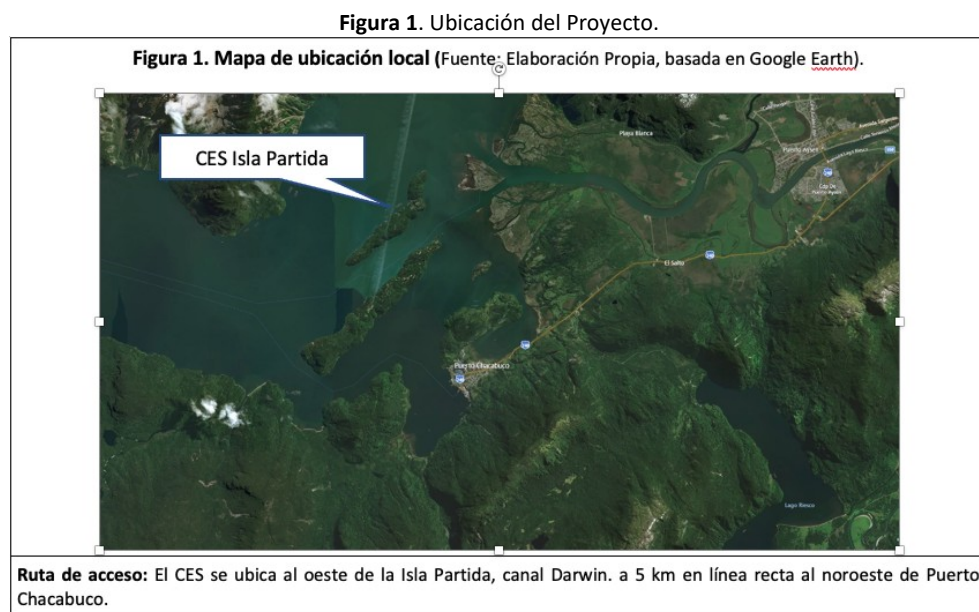 Figura 1. Ubicación del Proyecto.
Figura 1. Mapa de ubicación local (Fuente: Elaboración Propia, basada en Google Earth).
CES Isla Partida
Playa Blanca
Puerto Aysén
El Salto
Puerto Chacabuco
Lago Riesco
Ruta de acceso: El CES se ubica al oeste de la Isla Partida, canal Darwin. a 5 km en línea recta al noroeste de Puerto
Chacabuco.